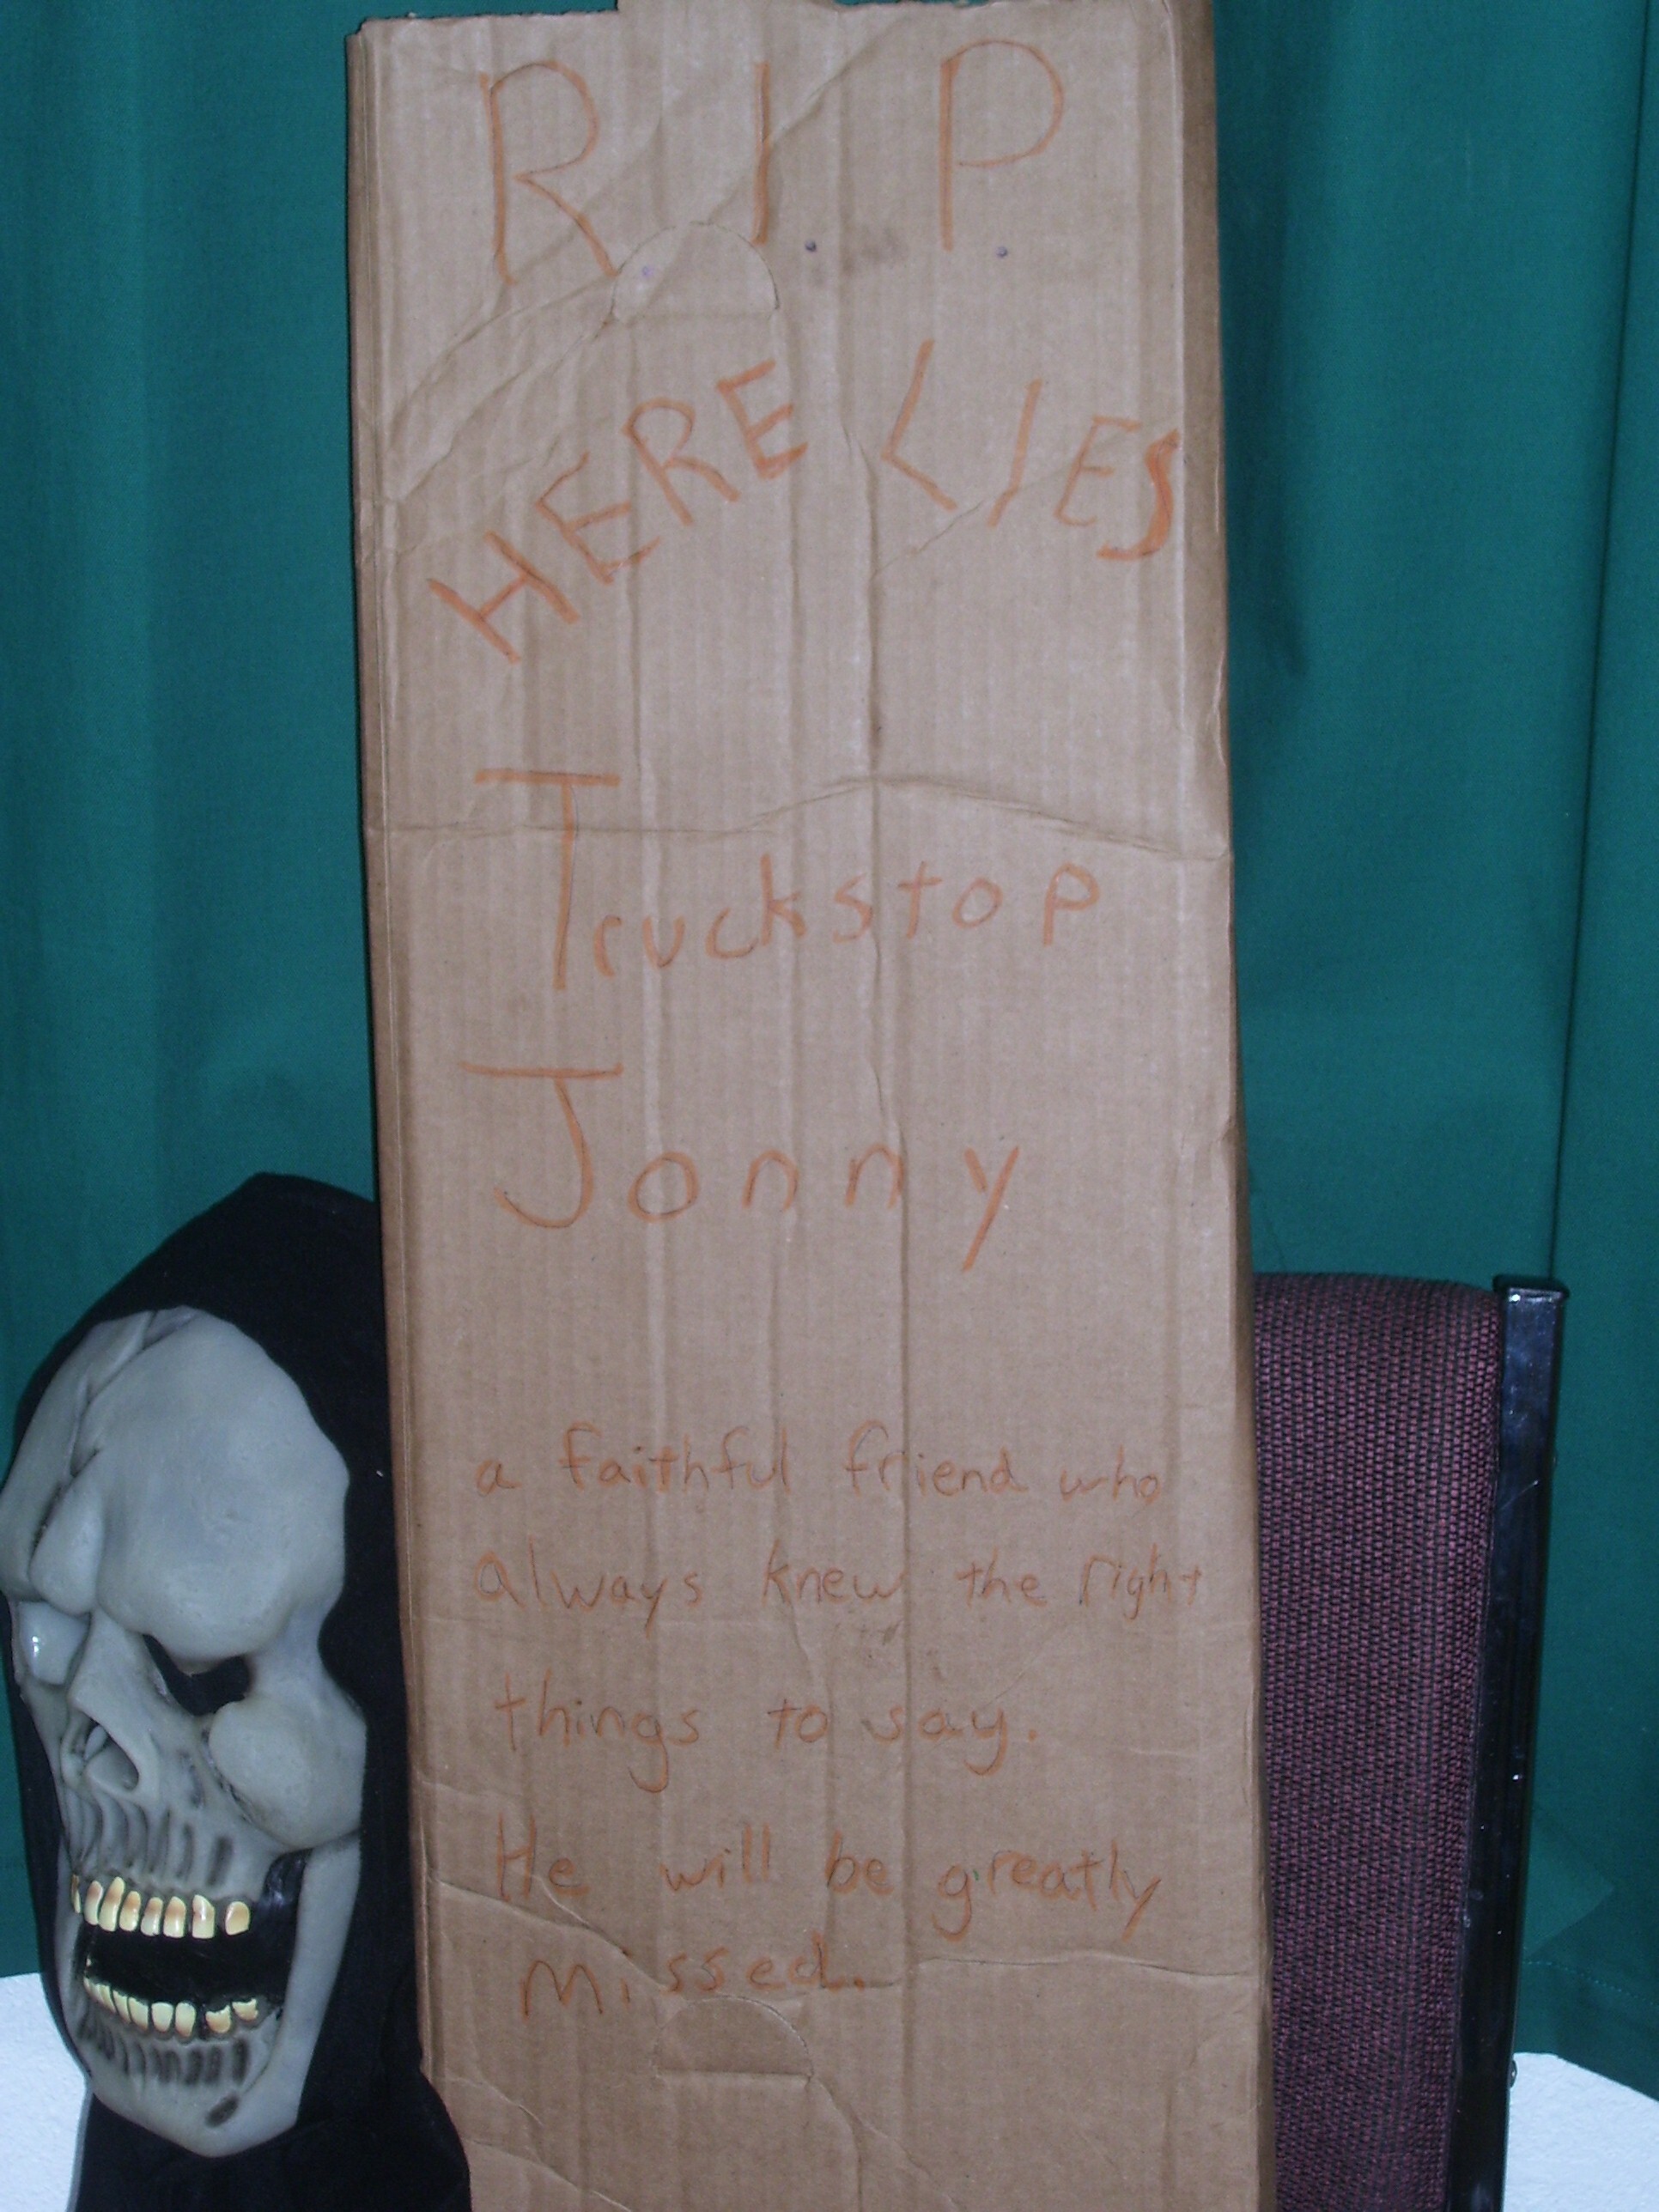 R.I.P.
HERE LIES
Truckstop
Jonny
a faithful friend who
always knew the right
things to say.
He will be greatly
missed.